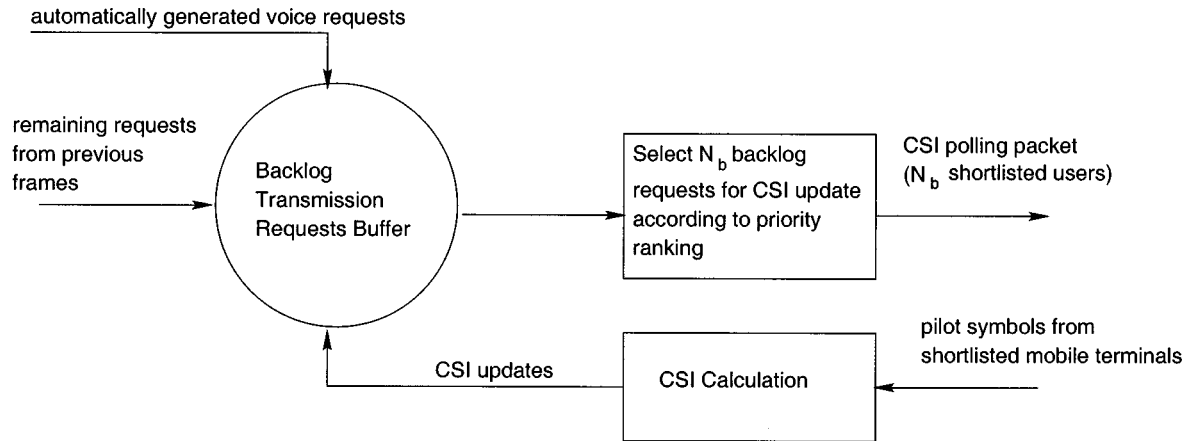 automatically generated voice requests
remaining requests
from previous
frames
Backlog
Transmission
Requests Buffer
Select N_b backlog
requests for CSI update
according to priority
ranking
CSI polling packet
(N_b shortlisted users)
CSI updates
CSI Calculation
pilot symbols from
shortlisted mobile terminals